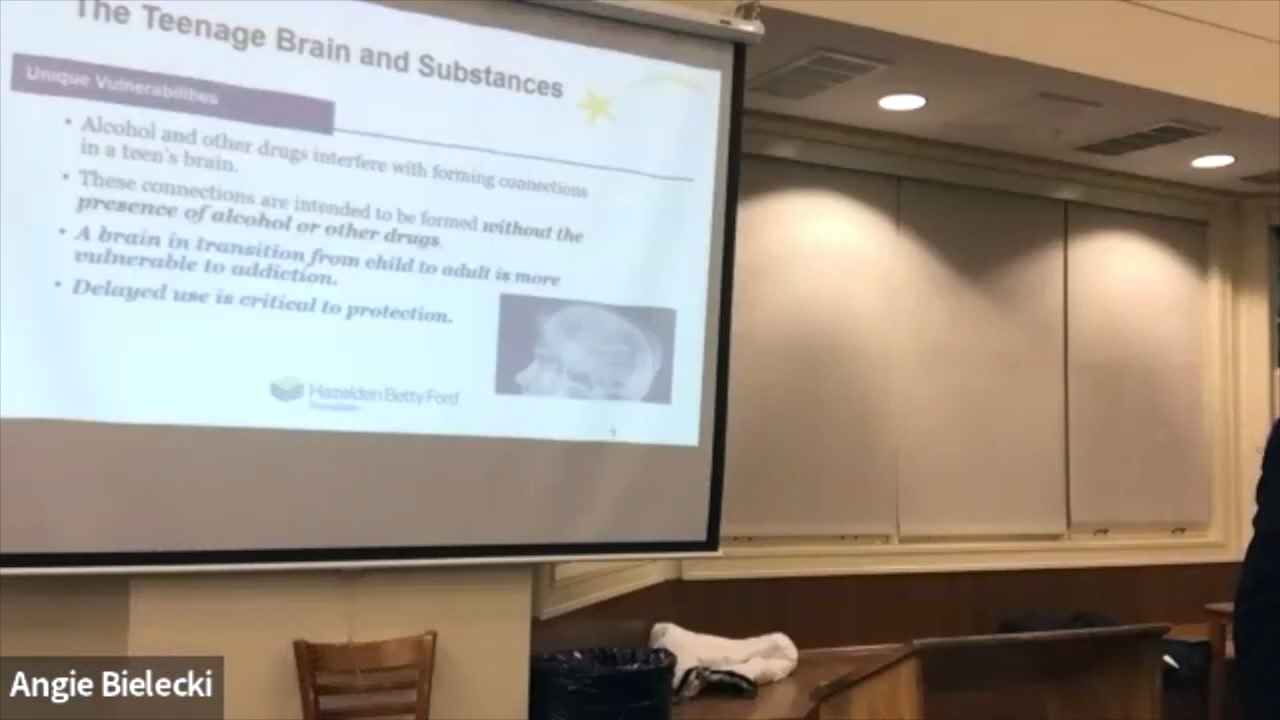 The Teenage Brain and Substances
Unique Vulnerabilities
• Alcohol and other drugs interfere with forming connections
in a teen's brain.
• These connections are intended to be formed without the
presence of alcohol or other drugs.
• A brain in transition from child to adult is more
vulnerable to addiction.
• Delayed use is critical to protection.
Hazelden Betty Ford
Angie Bielecki